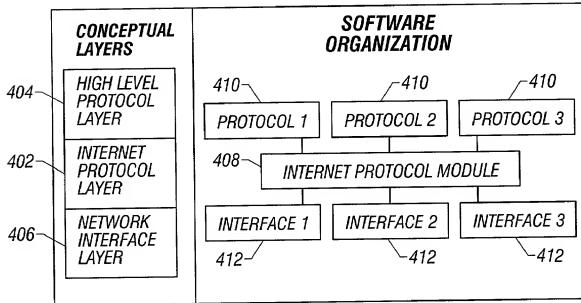 CONCEPTUAL
LAYERS
404
HIGH LEVEL
PROTOCOL
LAYER
402
INTERNET
PROTOCOL
LAYER
406
NETWORK
INTERFACE
LAYER
SOFTWARE
ORGANIZATION
410
410
410
PROTOCOL 1
PROTOCOL 2
PROTOCOL 3
408
INTERNET PROTOCOL MODULE
INTERFACE 1
INTERFACE 2
INTERFACE 3
412
412
412